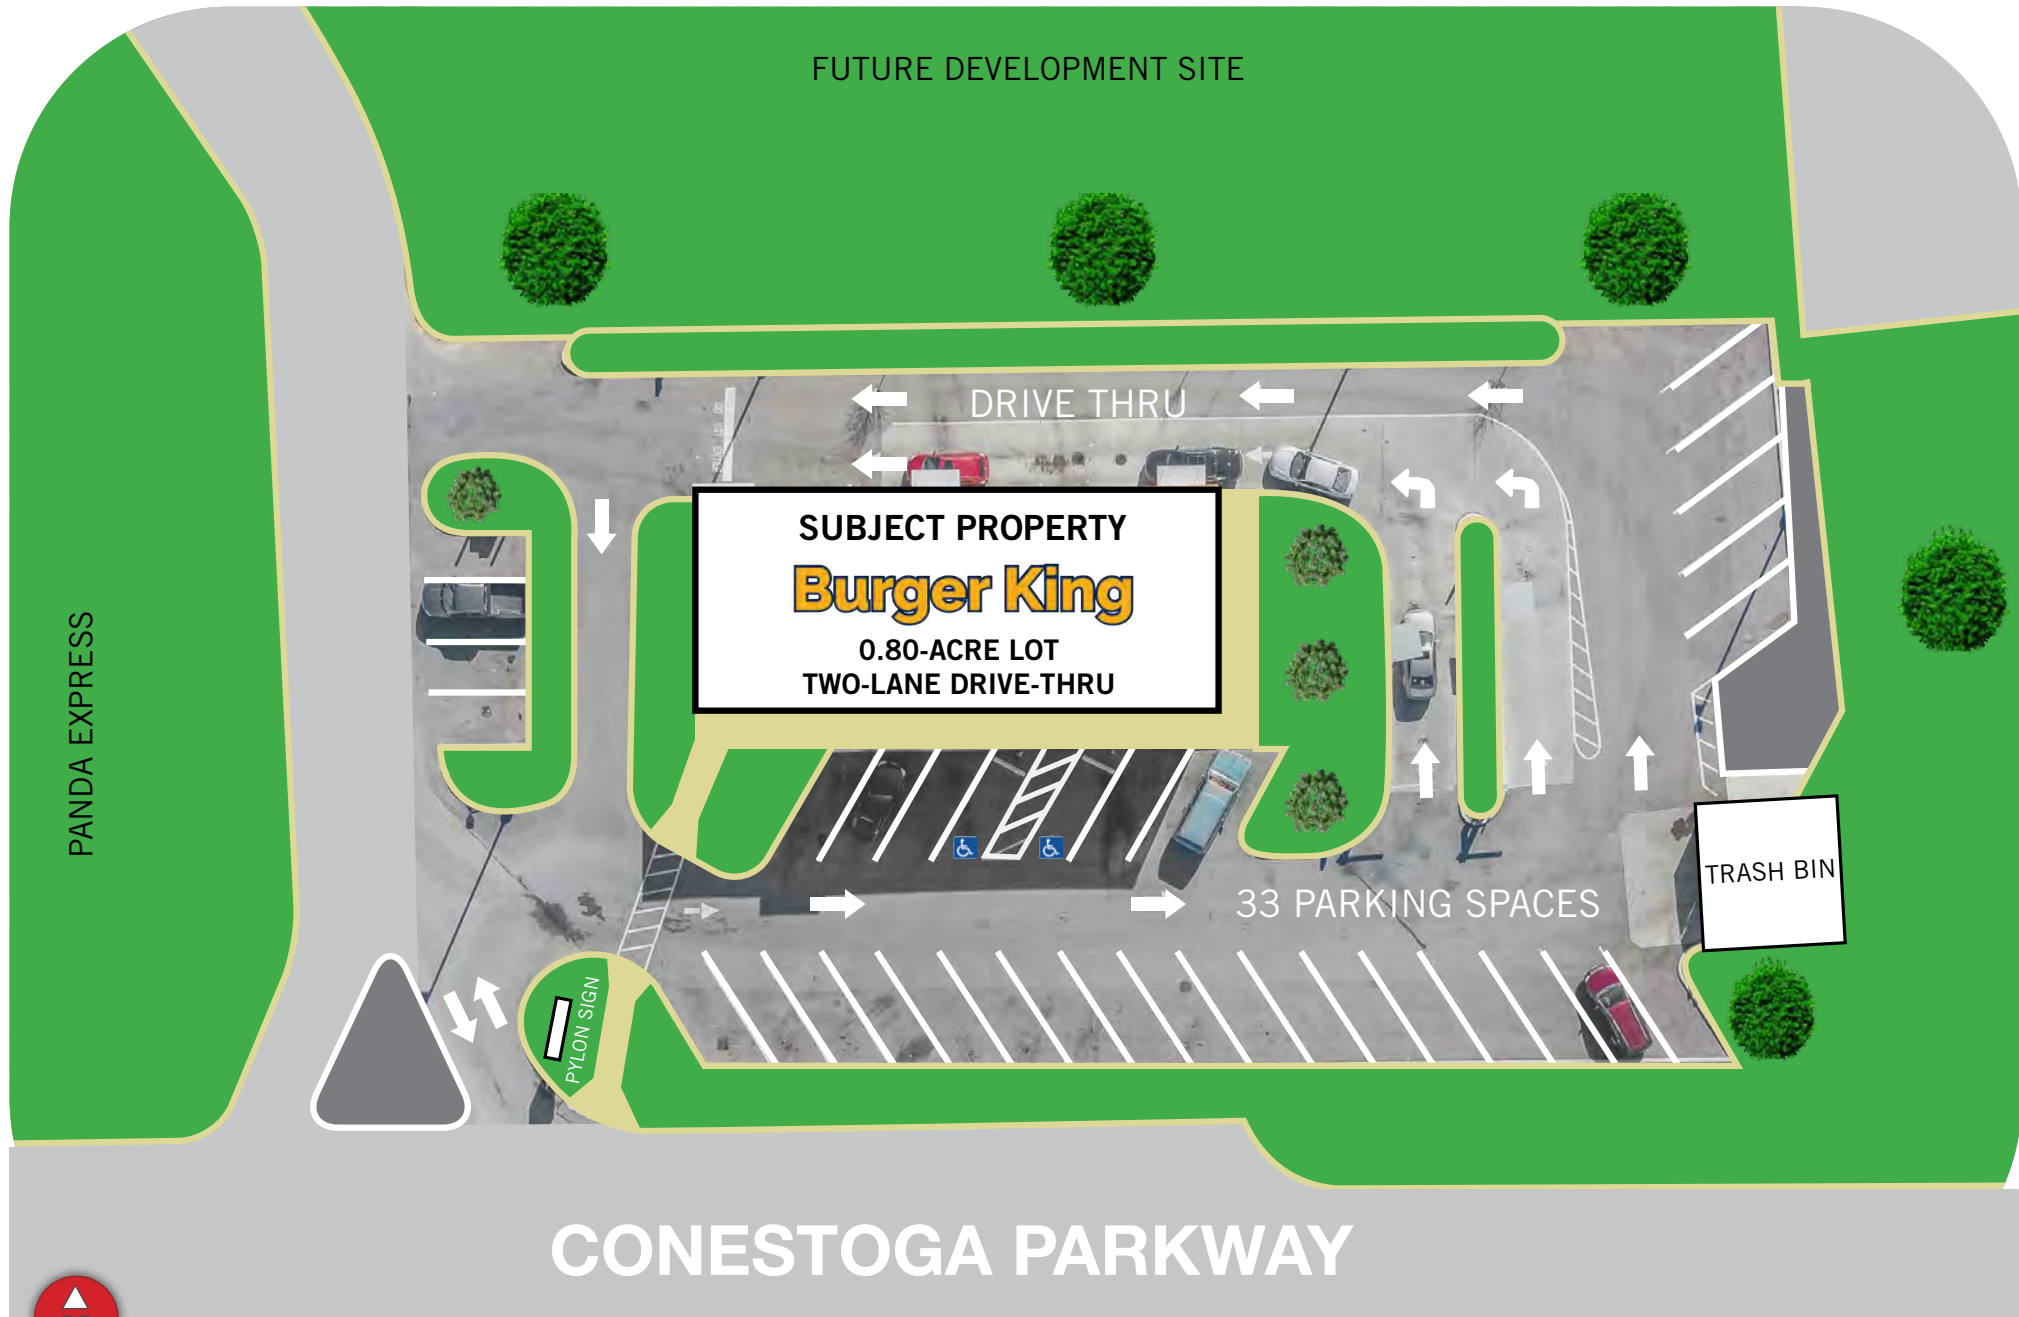 FUTURE DEVELOPMENT SITE
DRIVE THRU
SUBJECT PROPERTY
Burger King
0.80-ACRE LOT
TWO-LANE DRIVE-THRU
PANDA EXPRESS
TRASH BIN
33 PARKING SPACES
PYLON SIGN
CONESTOGA PARKWAY